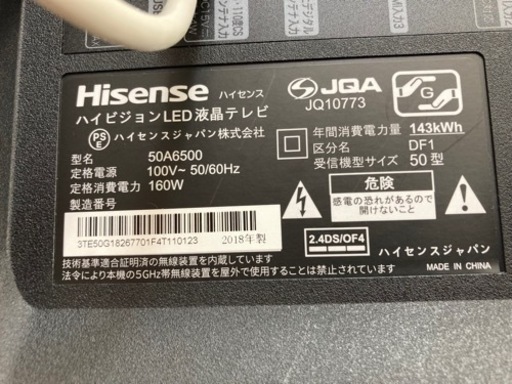 Hisense ハイセンス
ハイビジョンLED液晶テレビ
PS
E
ハイセンスジャパン株式会社
型名 50A6500
定格電源 100V～ 50/60Hz
定格消費電力 160W
製造番号
3TE50G18267701F4T110123
2018年製
技術基準適合証明済の無線装置を内蔵しています
法令により本機の5GHz帯無線装置を屋外で使用することは禁止されています。
JQA
JQ10773
G
年間消費電力量 143kWh
区分名 DF1
受信機型サイズ 50 型
危険
感電の恐れがあるので
開けないこと
2.4DS/OF4
ハイセンスジャパン
MADE IN CHINA